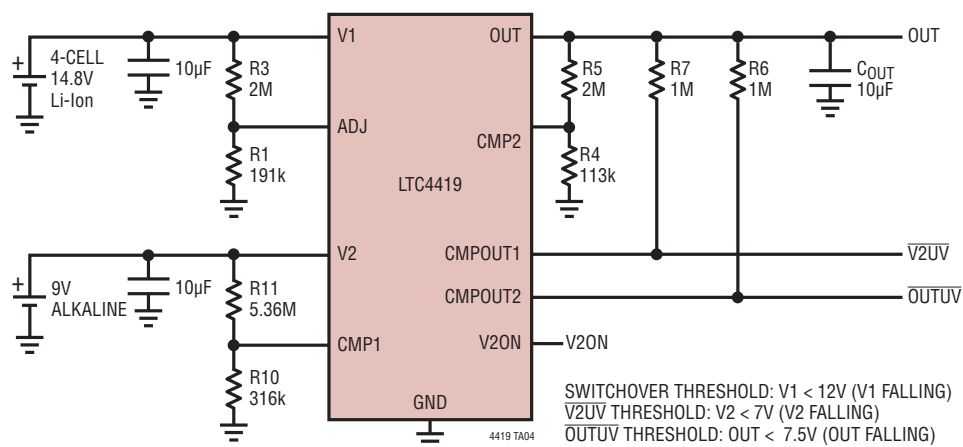 V1
OUT
OUT
4-CELL
14.8V
Li-Ion
10µF
R3
2M
R5
2M
R7
1M
R6
1M
COUT
10µF
ADJ
CMP2
R1
191k
R4
113k
LTC4419
V2
CMPOUT1
V2UV
9V
ALKALINE
10µF
R11
5.36M
CMPOUT2
OUTUV
CMP1
V2ON
V2ON
R10
316k
GND
4419 TA04
SWITCHOVER THRESHOLD: V1 < 12V (V1 FALLING)
V2UV THRESHOLD: V2 < 7V (V2 FALLING)
OUTUV THRESHOLD: OUT < 7.5V (OUT FALLING)